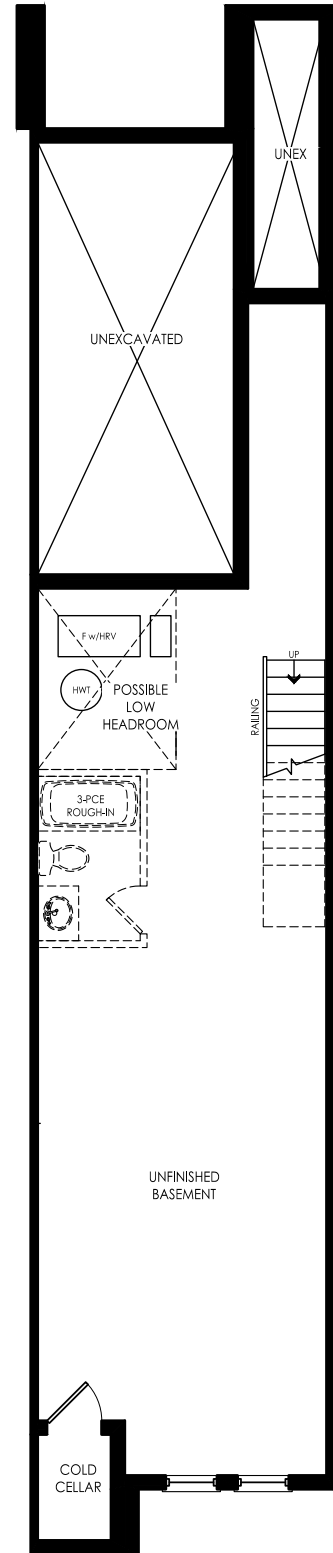 UNEX
UNEXCAVATED
F w/HRV
HWT
POSSIBLE
LOW
HEADROOM
UP
RAILING
3-PCE
ROUGH-IN
UNFINISHED
BASEMENT
COLD
CELLAR